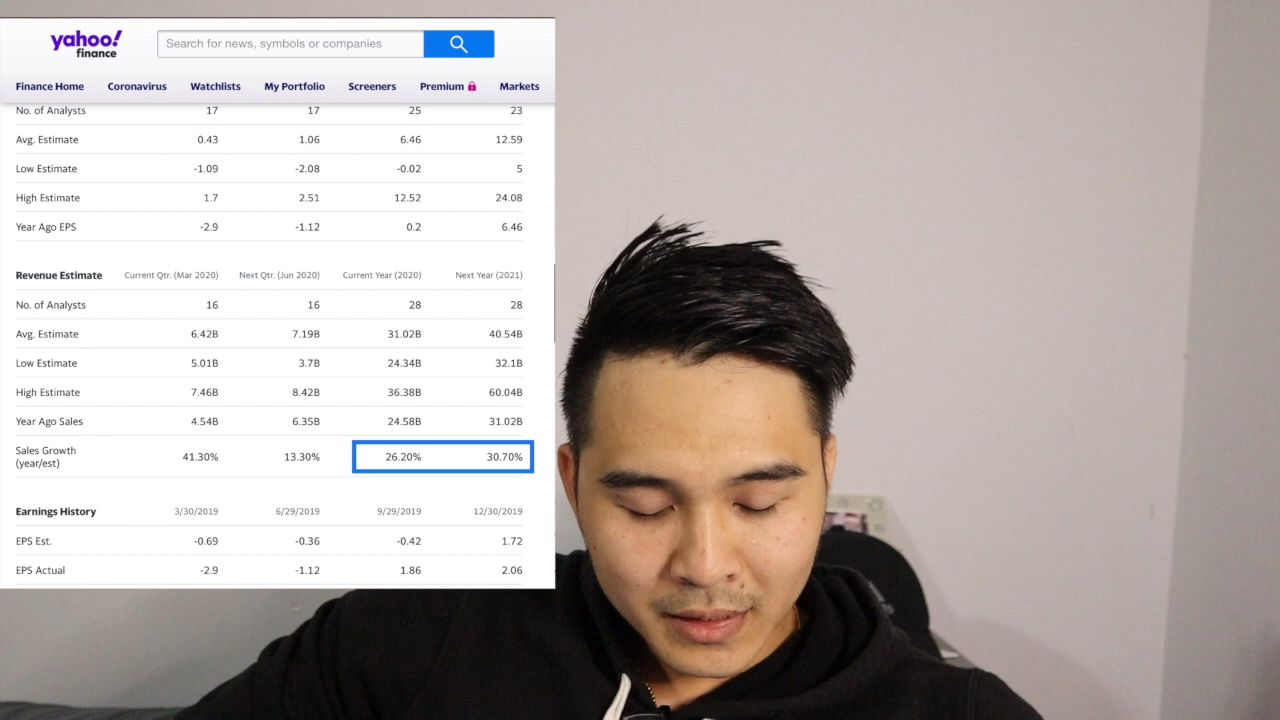 yahoo!
finance
Search for news, symbols or companies
Finance Home Coronavirus Watchlists My Portfolio Screeners Premium Markets
No. of Analysts 17 17 25 23
Avg. Estimate 0.43 1.06 6.46 12.59
Low Estimate -1.09 -2.08 -0.02 5
High Estimate 1.7 2.51 12.52 24.08
Year Ago EPS -2.9 -1.12 0.2 6.46
Revenue Estimate Current Qtr. (Mar 2020) Next Qtr. (Jun 2020) Current Year (2020) Next Year (2021)
No. of Analysts 16 16 28 28
Avg. Estimate 6.42B 7.19B 31.02B 40.54B
Low Estimate 5.01B 3.7B 24.34B 32.1B
High Estimate 7.46B 8.42B 36.38B 60.04B
Year Ago Sales 4.54B 6.35B 24.58B 31.02B
Sales Growth
(year/est) 41.30% 13.30% 26.20% 30.70%
Earnings History 3/30/2019 6/29/2019 9/29/2019 12/30/2019
EPS Est. -0.69 -0.36 -0.42 1.72
EPS Actual -2.9 -1.12 1.86 2.06